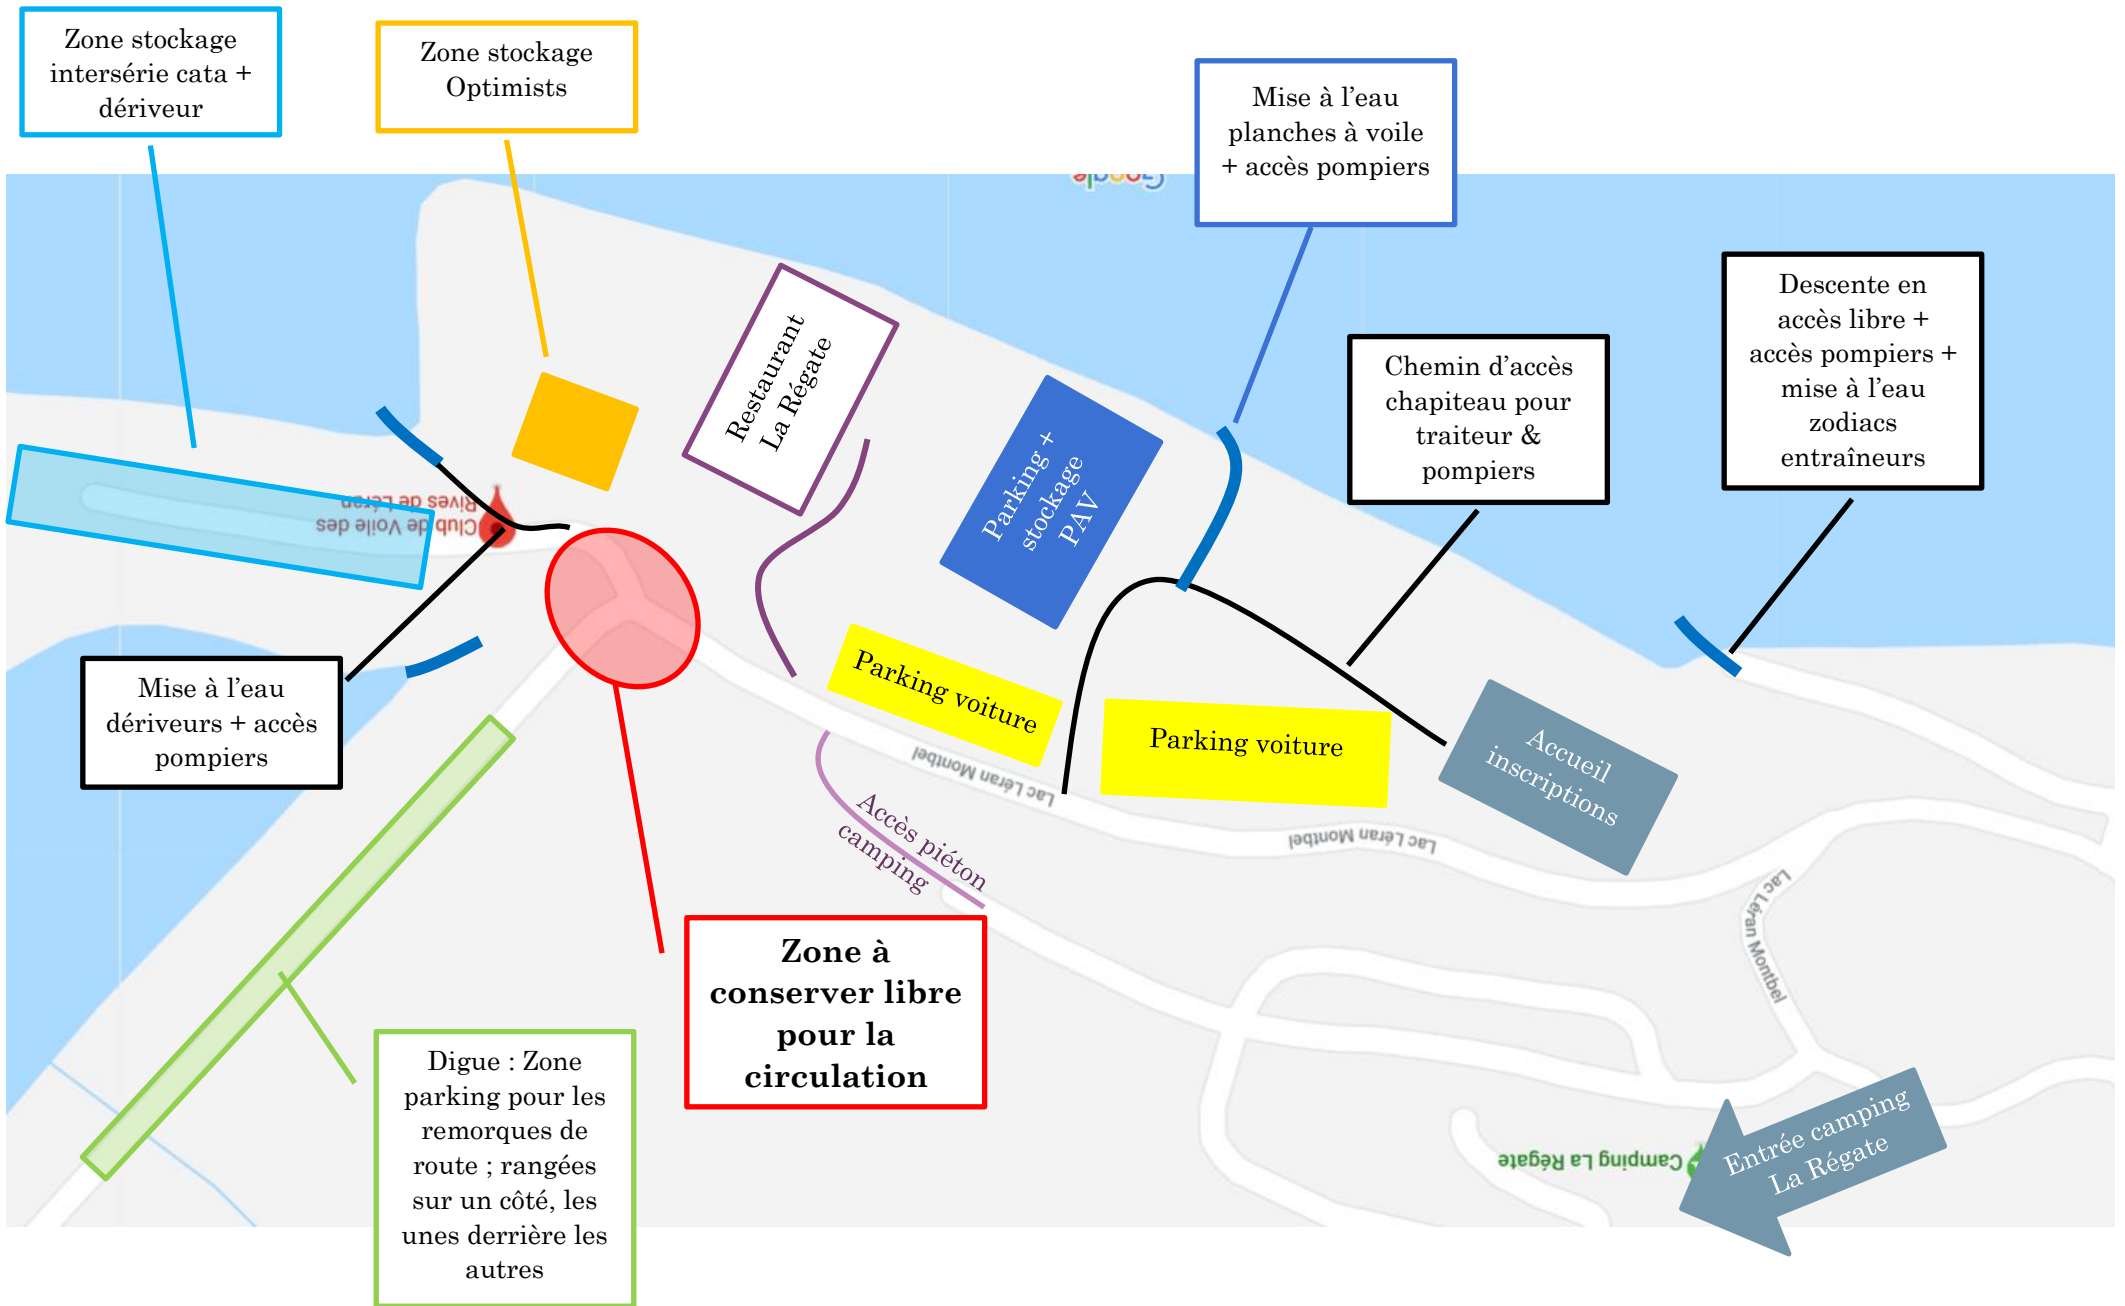 Zone stockage
intersérie cata +
dériveur
Zone stockage
Optimists
Mise à l’eau
planches à voile
+ accès pompiers
Google
Descente en
accès libre +
accès pompiers +
mise à l’eau
zodiacs
entraîneurs
Restaurant
La Régate
Chemin d’accès
chapiteau pour
traiteur &
pompiers
Parking +
stockage
PAV
Club de Voile des
Rives de Léran
Mise à l’eau
dériveurs + accès
pompiers
Parking voiture
Parking voiture
Accueil
inscriptions
Lac Léran Montbel
Lac Léran Montbel
Lac Léran Montbel
Accès piéton
camping
Zone à
conserver libre
pour la
circulation
Digue : Zone
parking pour les
remorques de
route ; rangées
sur un côté, les
unes derrière les
autres
Camping La Régate
Entrée camping
La Régate